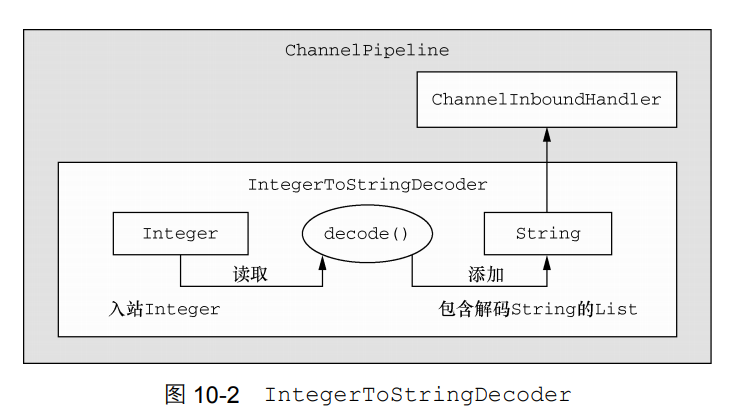 ChannelPipeline
ChannelInboundHandler
IntegerToStringDecoder
Integer
decode()
String
读取
添加
入站Integer
包含解码String的List
图 10-2 IntegerToStringDecoder